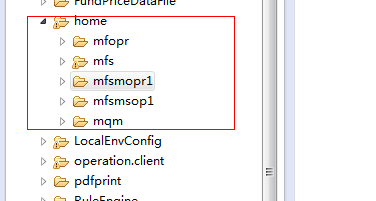 FundPriceDataFile
home
mfopr
mfs
mfsmopr1
mfsmsop1
mqm
LocalEnvConfig
operation.client
pdfprint
RuleEngine